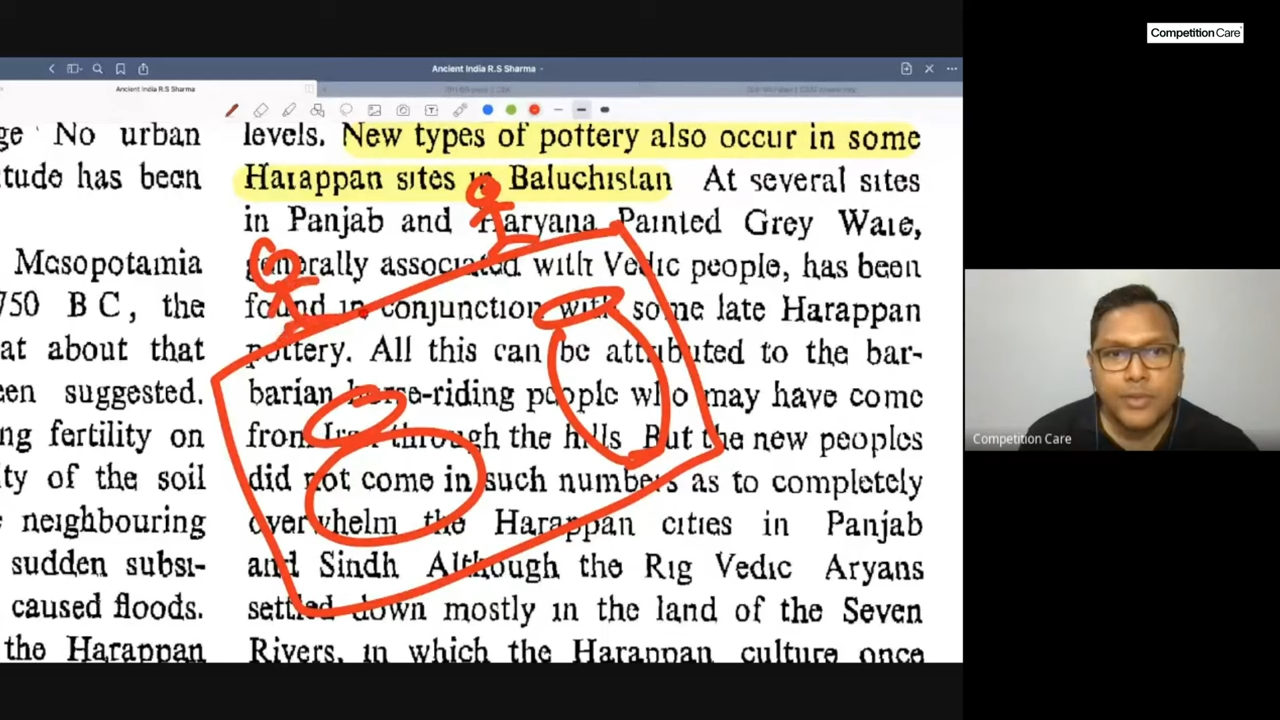 CompetitionCare
Ancient India R.S Sharma
Ancient India R.S Sharma
ge No urban
tude has been
Mesopotamia
750 B C, the
at about that
een suggested.
ng fertility on
ity of the soil
neighbouring
sudden subsi-
caused floods.
the Harappan
levels. New types of pottery also occur in some
Harappan sites in Baluchistan At several sites
in Panjab and Haryana Painted Grey Ware,
generally associated with Vedic people, has been
found in conjunction with some late Harappan
pottery. All this can be attributed to the bar-
barian horse-riding people who may have come
from Iran through the hills But the new peoples
did not come in such numbers as to completely
overwhelm the Harappan cities in Panjab
and Sindh Although the Rig Vedic Aryans
settled down mostly in the land of the Seven
Rivers, in which the Harappan culture once
Competition Care